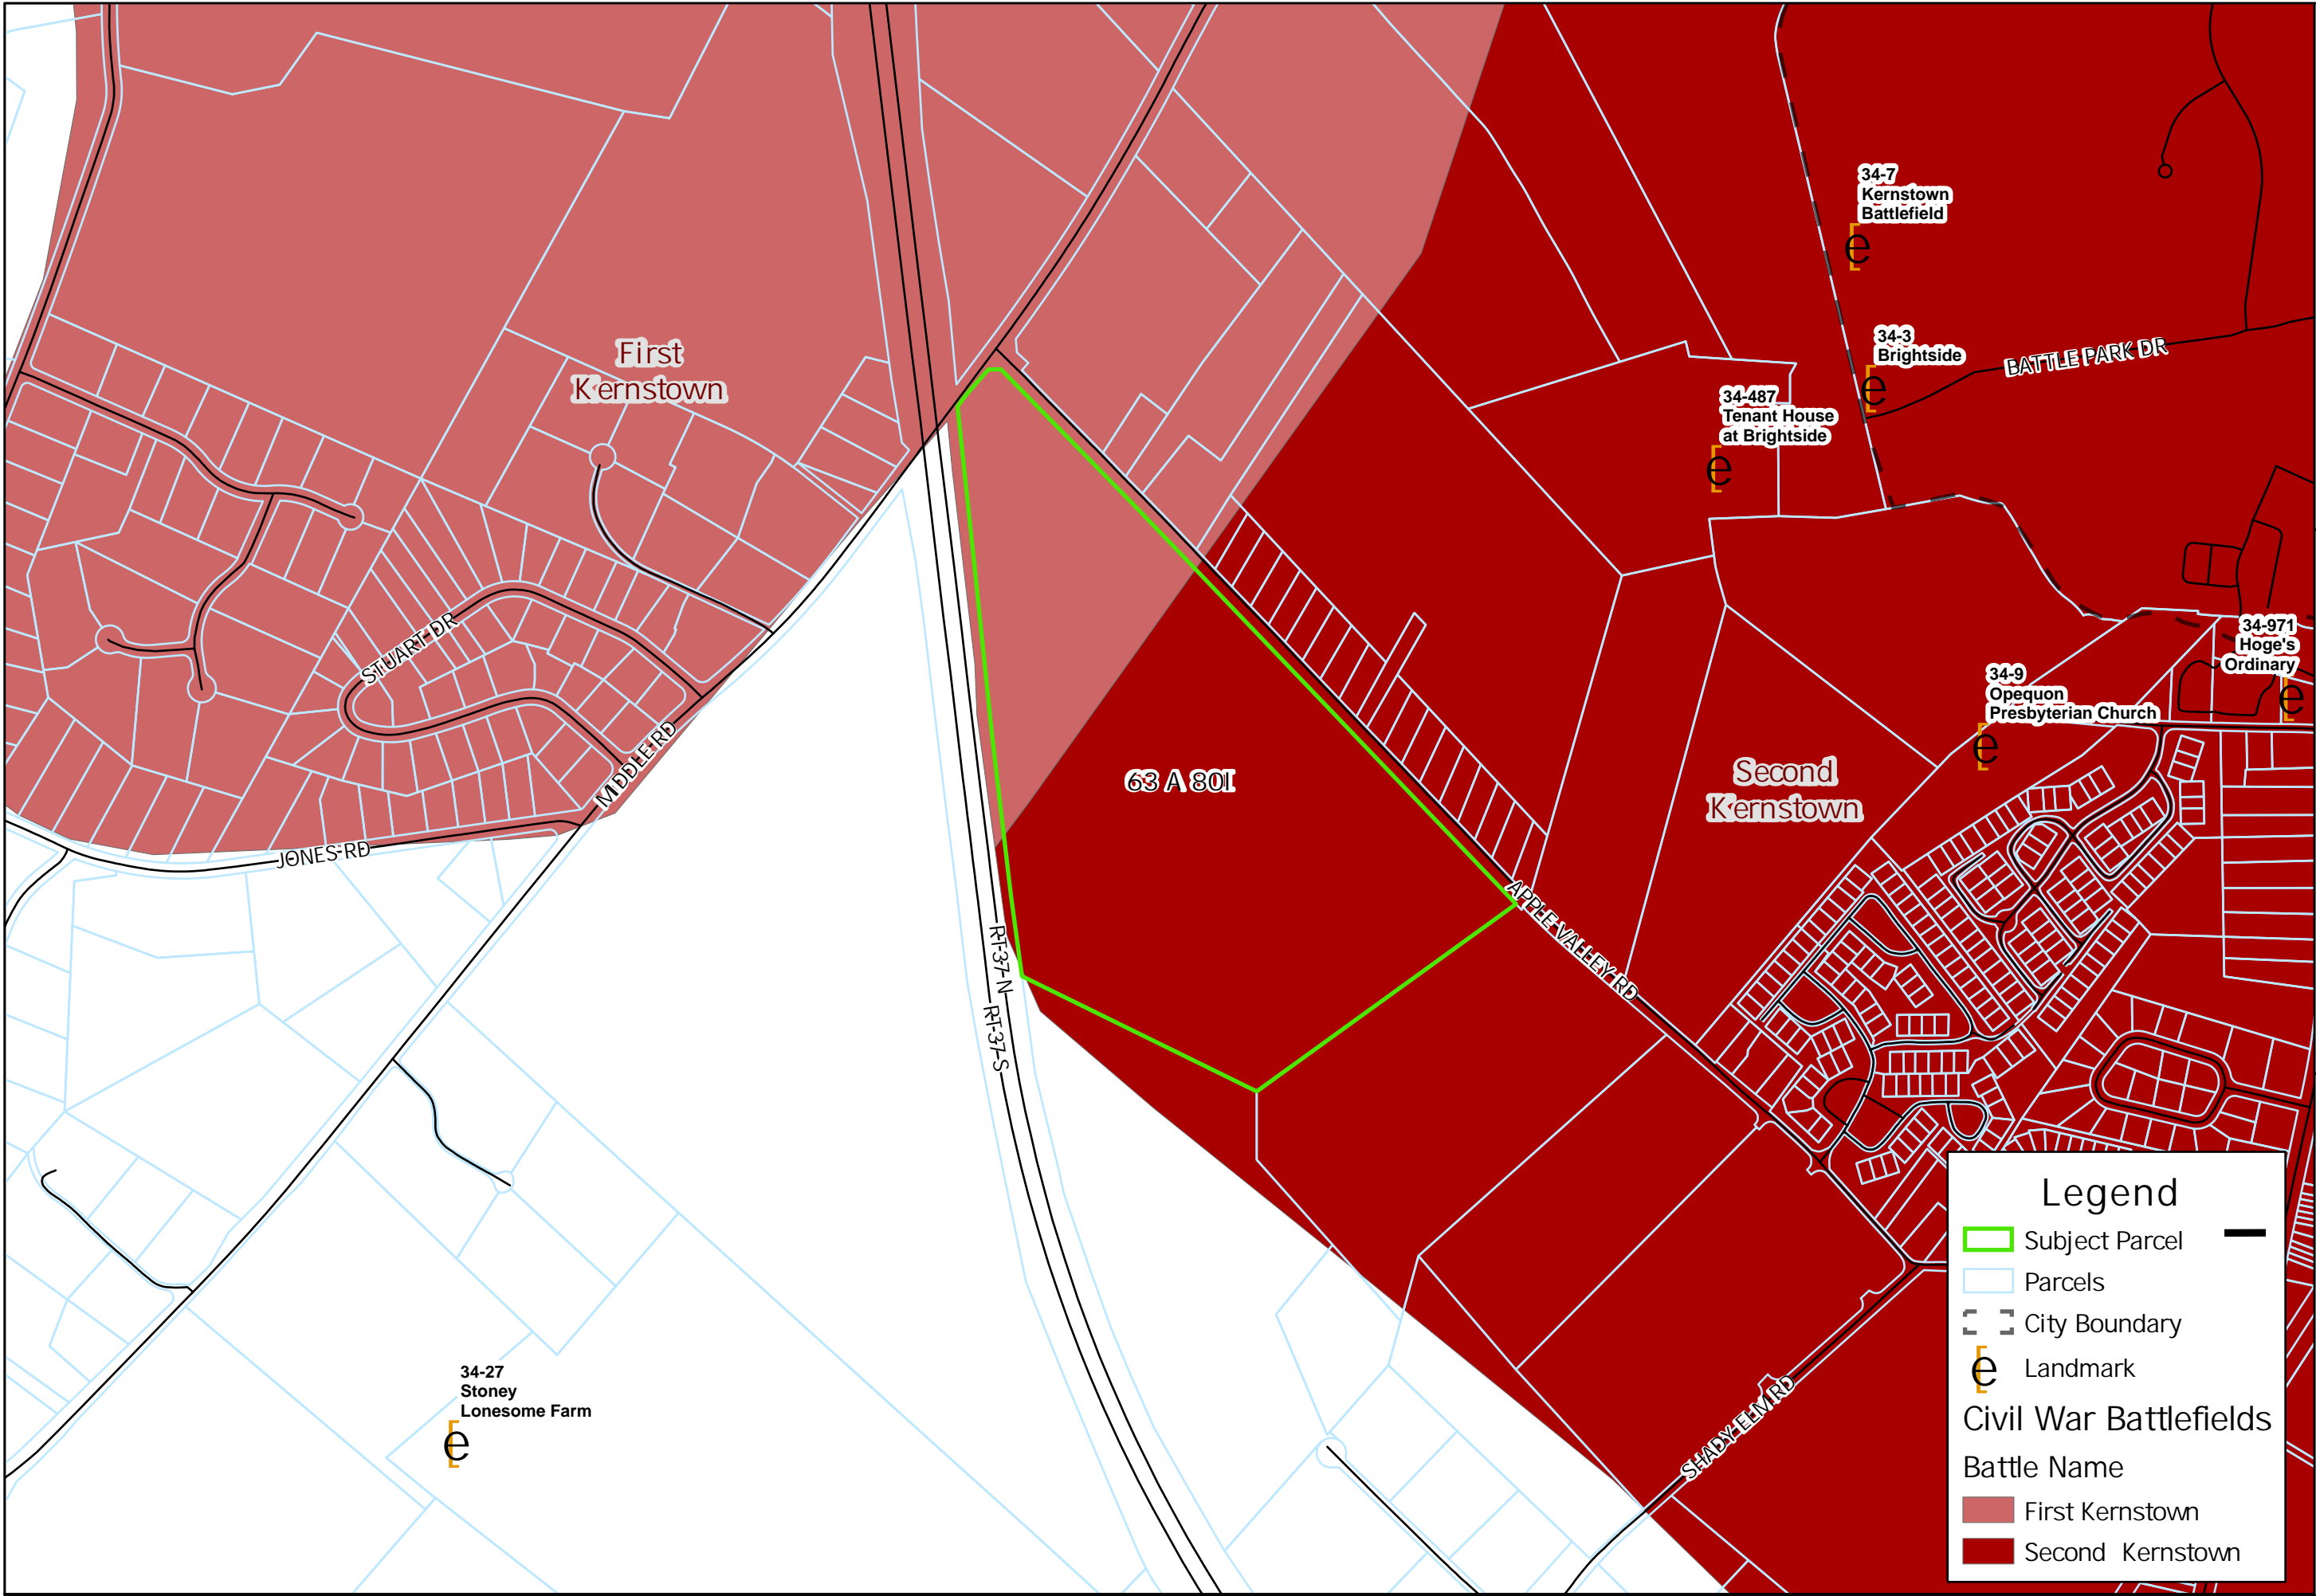 34-7
Kernstown
Battlefield
34-3
Brightside
BATTLE PARK DR
First
Kernstown
34-487
Tenant House
at Brightside
STUART DR
34-971
Hoge's
Ordinary
34-9
Opequon
Presbyterian Church
MIDDLE RD
63 A 80I
Second
Kernstown
JONES RD
APPLE VALLEY RD
RT-37 N
RT-37 S
34-27
Stoney
Lonesome Farm
SHADY ELM RD
Legend
Subject Parcel
Parcels
City Boundary
e Landmark
Civil War Battlefields
Battle Name
First Kernstown
Second Kernstown